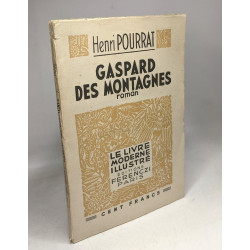 Henri POURRAT
GASPARD
DES MONTAGNES
roman
LE LIVRE
MODERNE
ILLUSTRÉ
FERENCZI
PARIS
CENT FRANCS